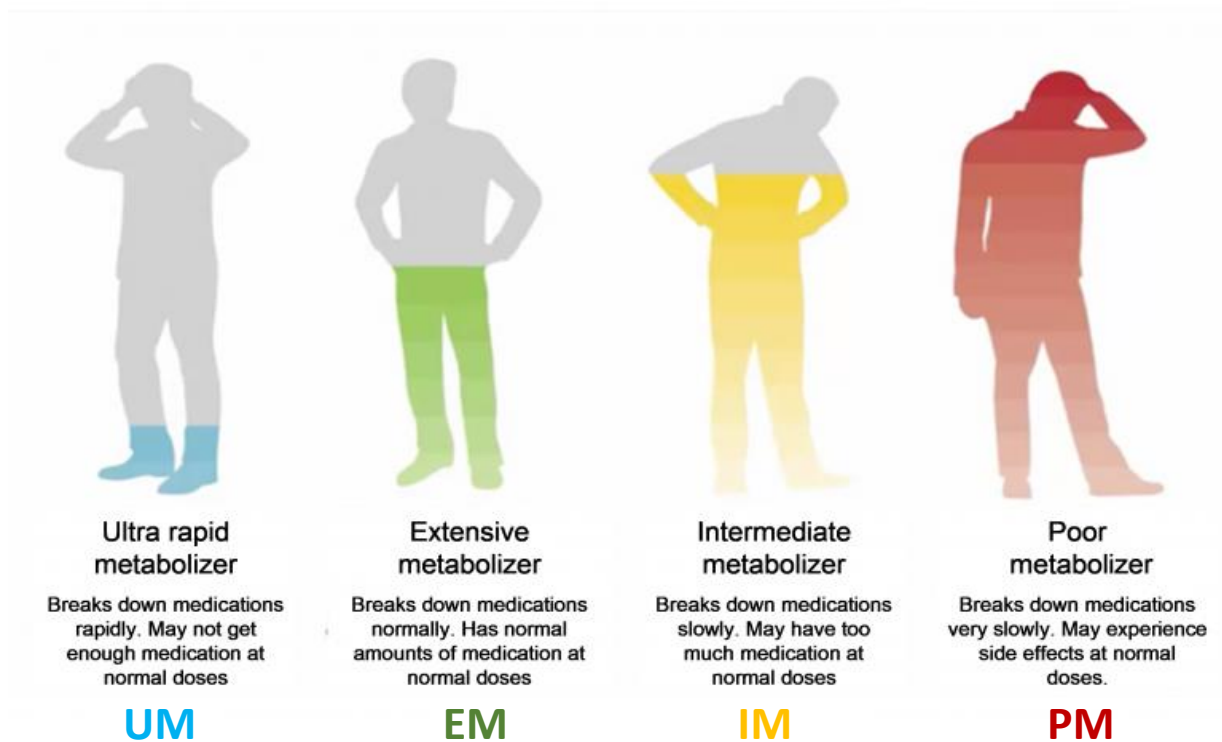 Ultra rapid
metabolizer
Breaks down medications
rapidly. May not get
enough medication at
normal doses
UM
Extensive
metabolizer
Breaks down medications
normally. Has normal
amounts of medication at
normal doses
EM
Intermediate
metabolizer
Breaks down medications
slowly. May have too
much medication at
normal doses
IM
Poor
metabolizer
Breaks down medications
very slowly. May experience
side effects at normal
doses.
PM